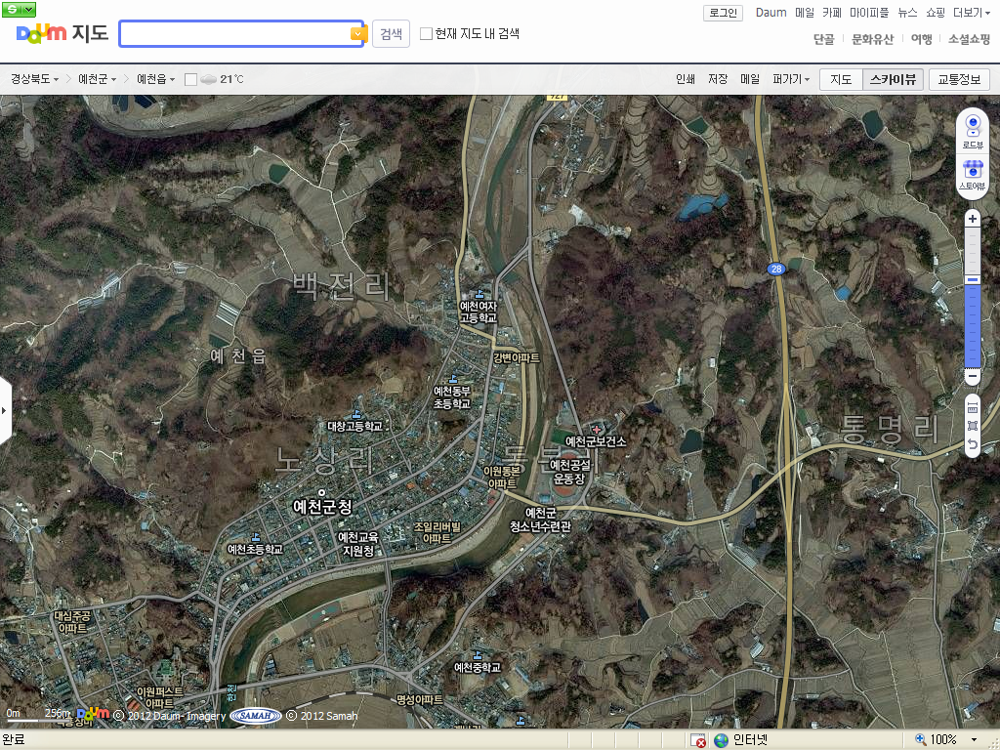 로그인 Daum 메일 카페 마이피플 뉴스 쇼핑 더보기
Daum 지도 검색 현재 지도 내 검색
단골 문화유산 여행 소셜쇼핑
경상북도 예천군 예천읍 21℃ 인쇄 저장 메일 퍼가기 지도 스카이뷰 교통정보
927
로드뷰
스토어뷰
28
백전리
예천여자
고등학교
예천읍
강변아파트
예천동부
초등학교
대창고등학교
통명리
예천군보건소
노상리
동본리
예천공설
운동장
이원동본
아파트
예천군청
예천군
청소년수련관
조일리버빌
아파트
예천교육
지원청
예천초등학교
대심주공
아파트
예천중학교
이원퍼스트
아파트
명성아파트
한천
0m 256m Daum © 2012 Daum- Imagery SAMAH © 2012 Samah
완료 인터넷 100%